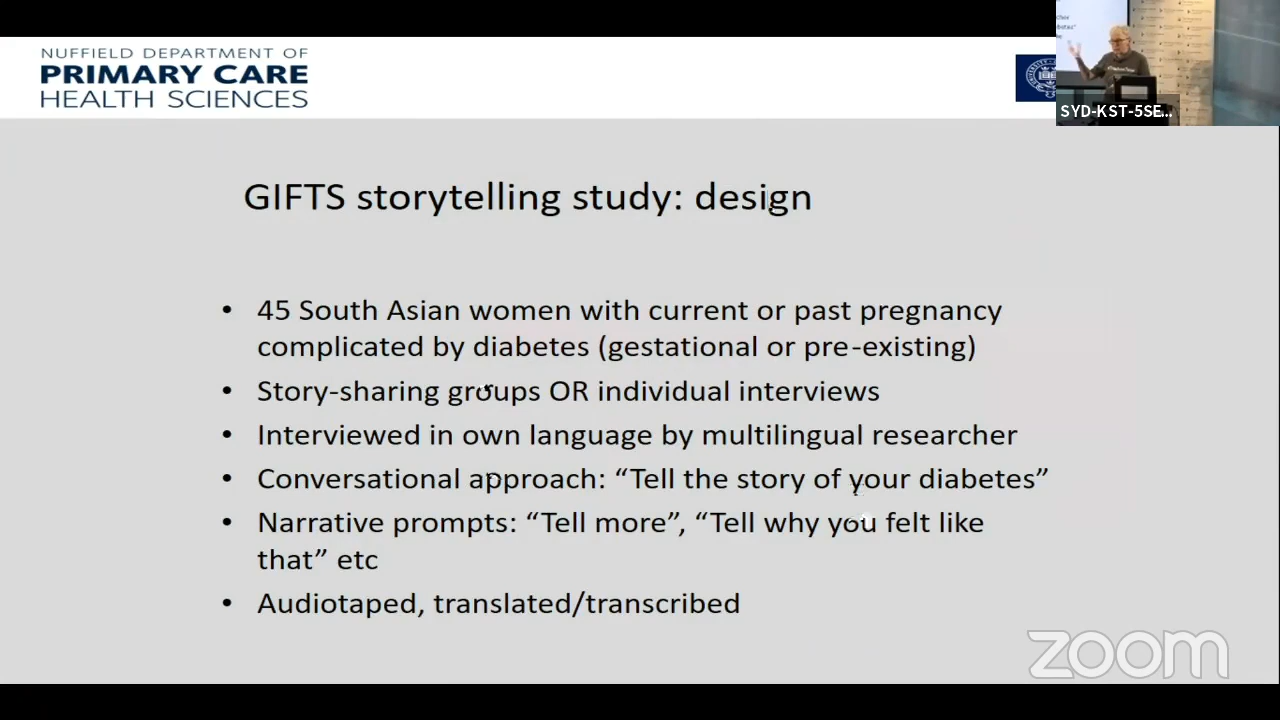 NUFFIELD DEPARTMENT OF
PRIMARY CARE
HEALTH SCIENCES
SYD-KST-5SE...
GIFTS storytelling study: design
• 45 South Asian women with current or past pregnancy
complicated by diabetes (gestational or pre-existing)
• Story-sharing groups OR individual interviews
• Interviewed in own language by multilingual researcher
• Conversational approach: “Tell the story of your diabetes”
• Narrative prompts: “Tell more”, “Tell why you felt like
that” etc
• Audiotaped, translated/transcribed
zoom